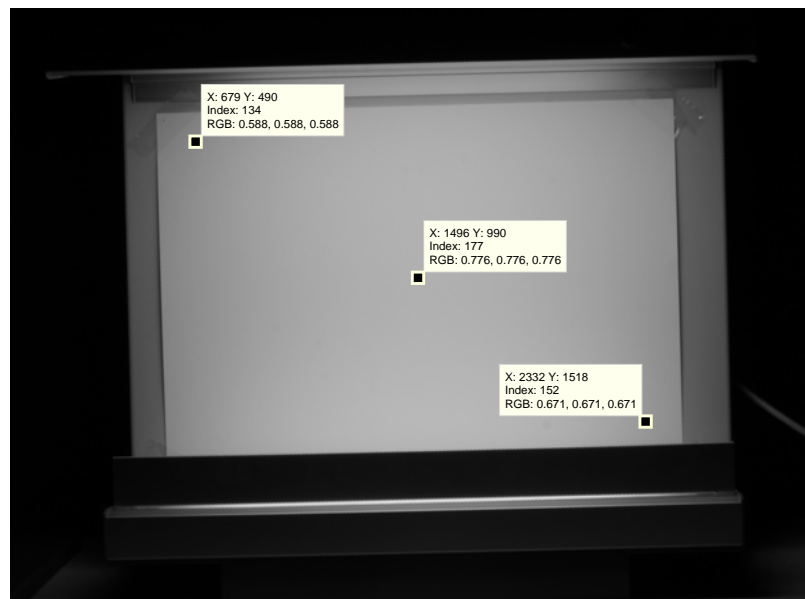 X: 679 Y: 490
Index: 134
RGB: 0.588, 0.588, 0.588
X: 1496 Y: 990
Index: 177
RGB: 0.776, 0.776, 0.776
X: 2332 Y: 1518
Index: 152
RGB: 0.671, 0.671, 0.671